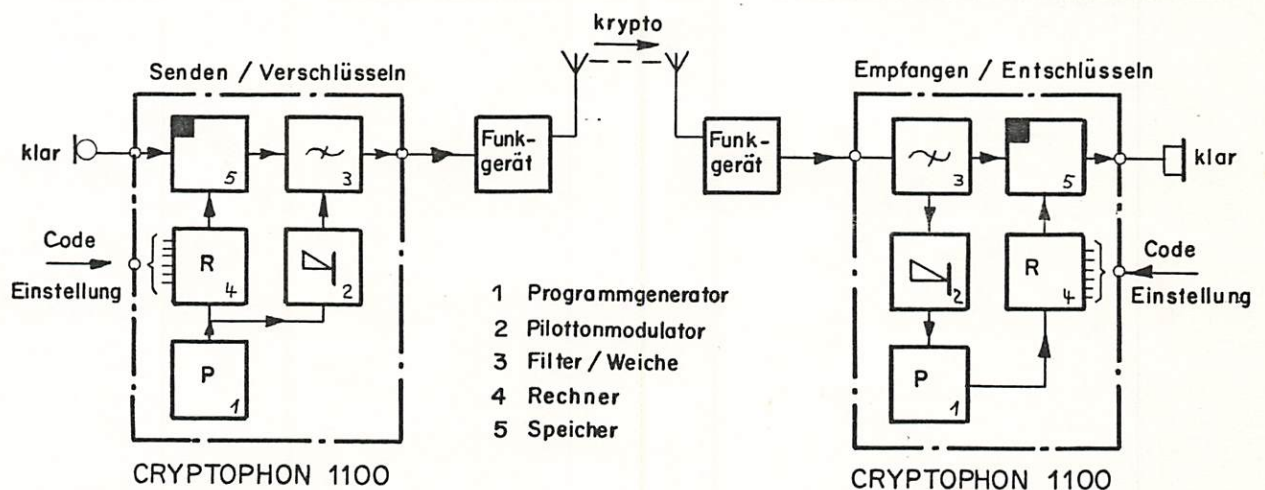 krypto
Senden / Verschlüsseln
Empfangen / Entschlüsseln
klar
5
3
Funk-
gerät
Funk-
gerät
3
5
klar
Code
Einstellung
R
4
2
2
R
4
Code
Einstellung
P
1
P
1
1 Programmgenerator
2 Pilottonmodulator
3 Filter / Weiche
4 Rechner
5 Speicher
CRYPTOPHON 1100
CRYPTOPHON 1100